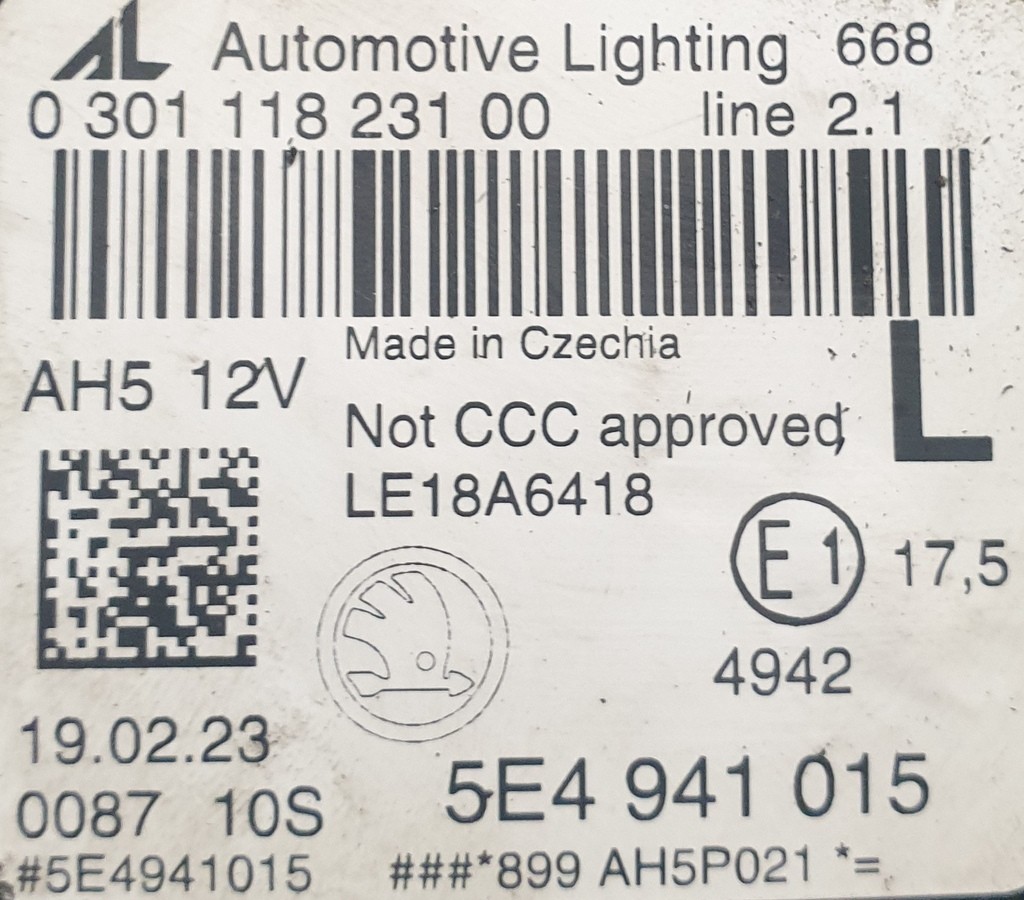 AL Automotive Lighting 668
0 301 118 231 00 line 2.1
Made in Czechia
AH5 12V
L
Not CCC approved
LE18A6418
E1 17,5
4942
19.02.23
0087 10S
5E4 941 015
#5E4941015 ###*899 AH5P021 *=